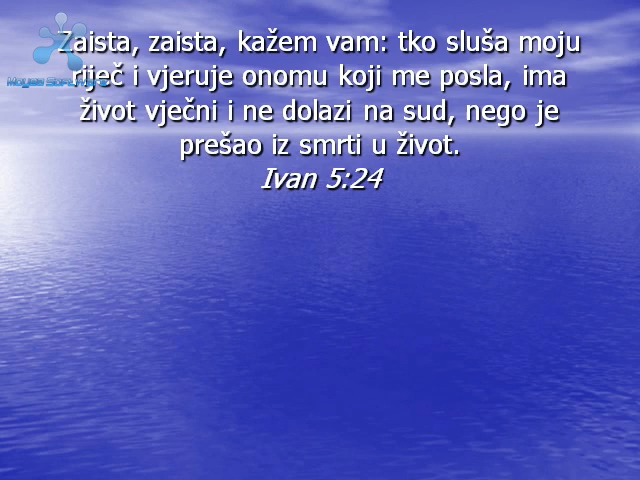 Zaista, zaista, kažem vam: tko sluša moju
riječ i vjeruje onomu koji me posla, ima
život vječni i ne dolazi na sud, nego je
prešao iz smrti u život.
Ivan 5:24